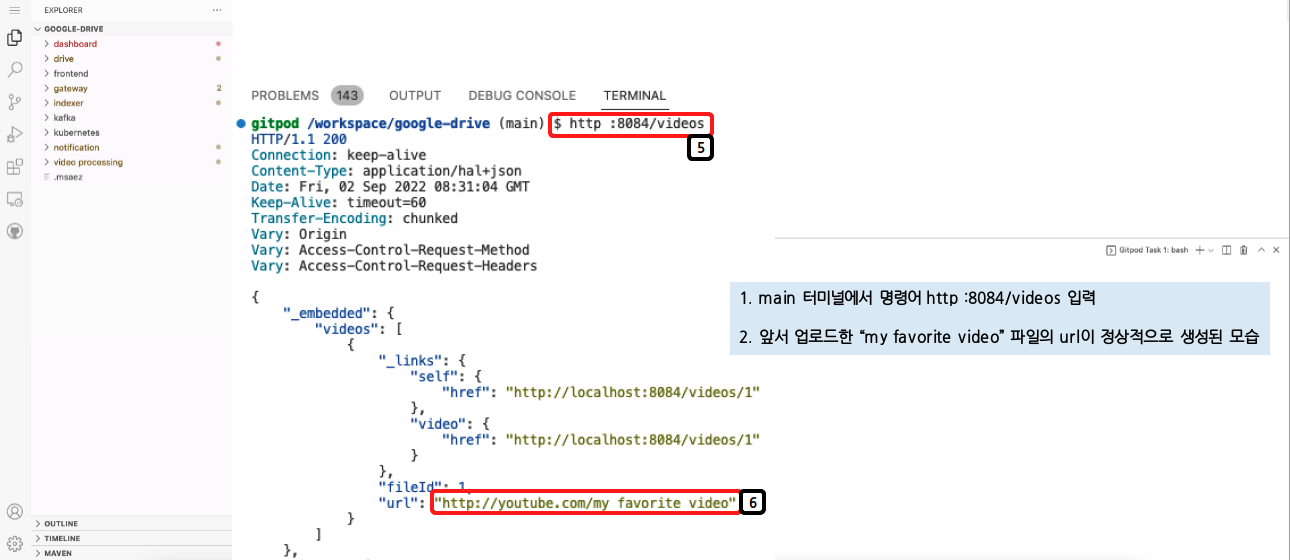 EXPLORER
GOOGLE-DRIVE
dashboard
drive
frontend
gateway 2
indexer
kafka
kubernetes
notification
video processing
.msaez
OUTLINE
TIMELINE
MAVEN
PROBLEMS 143 OUTPUT DEBUG CONSOLE TERMINAL
gitpod /workspace/google-drive (main) $ http :8084/videos
5
HTTP/1.1 200
Connection: keep-alive
Content-Type: application/hal+json
Date: Fri, 02 Sep 2022 08:31:04 GMT
Keep-Alive: timeout=60
Transfer-Encoding: chunked
Vary: Origin
Vary: Access-Control-Request-Method
Vary: Access-Control-Request-Headers
{
"_embedded": {
"videos": [
{
"_links": {
"self": {
"href": "http://localhost:8084/videos/1"
},
"video": {
"href": "http://localhost:8084/videos/1"
}
},
"fileId": 1,
"url": "http://youtube.com/my favorite video" 6
}
]
},
Gitpod Task 1: bash
1. main 터미널에서 명령어 http :8084/videos 입력
2. 앞서 업로드한 “my favorite video” 파일의 url이 정상적으로 생성된 모습